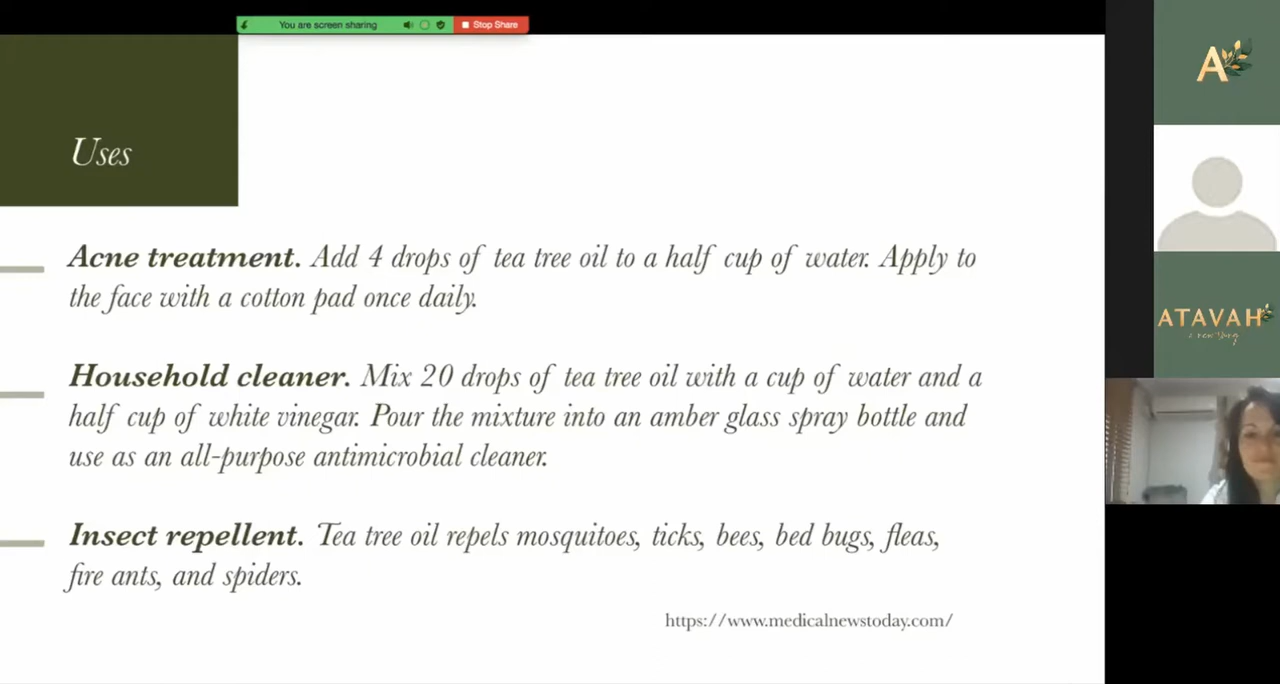 You are screen sharing
Stop Share
Uses
Acne treatment. Add 4 drops of tea tree oil to a half cup of water. Apply to
the face with a cotton pad once daily.
Household cleaner. Mix 20 drops of tea tree oil with a cup of water and a
half cup of white vinegar. Pour the mixture into an amber glass spray bottle and
use as an all-purpose antimicrobial cleaner.
Insect repellent. Tea tree oil repels mosquitoes, ticks, bees, bed bugs, fleas,
fire ants, and spiders.
https://www.medicalnewstoday.com/
A
ATAVAH